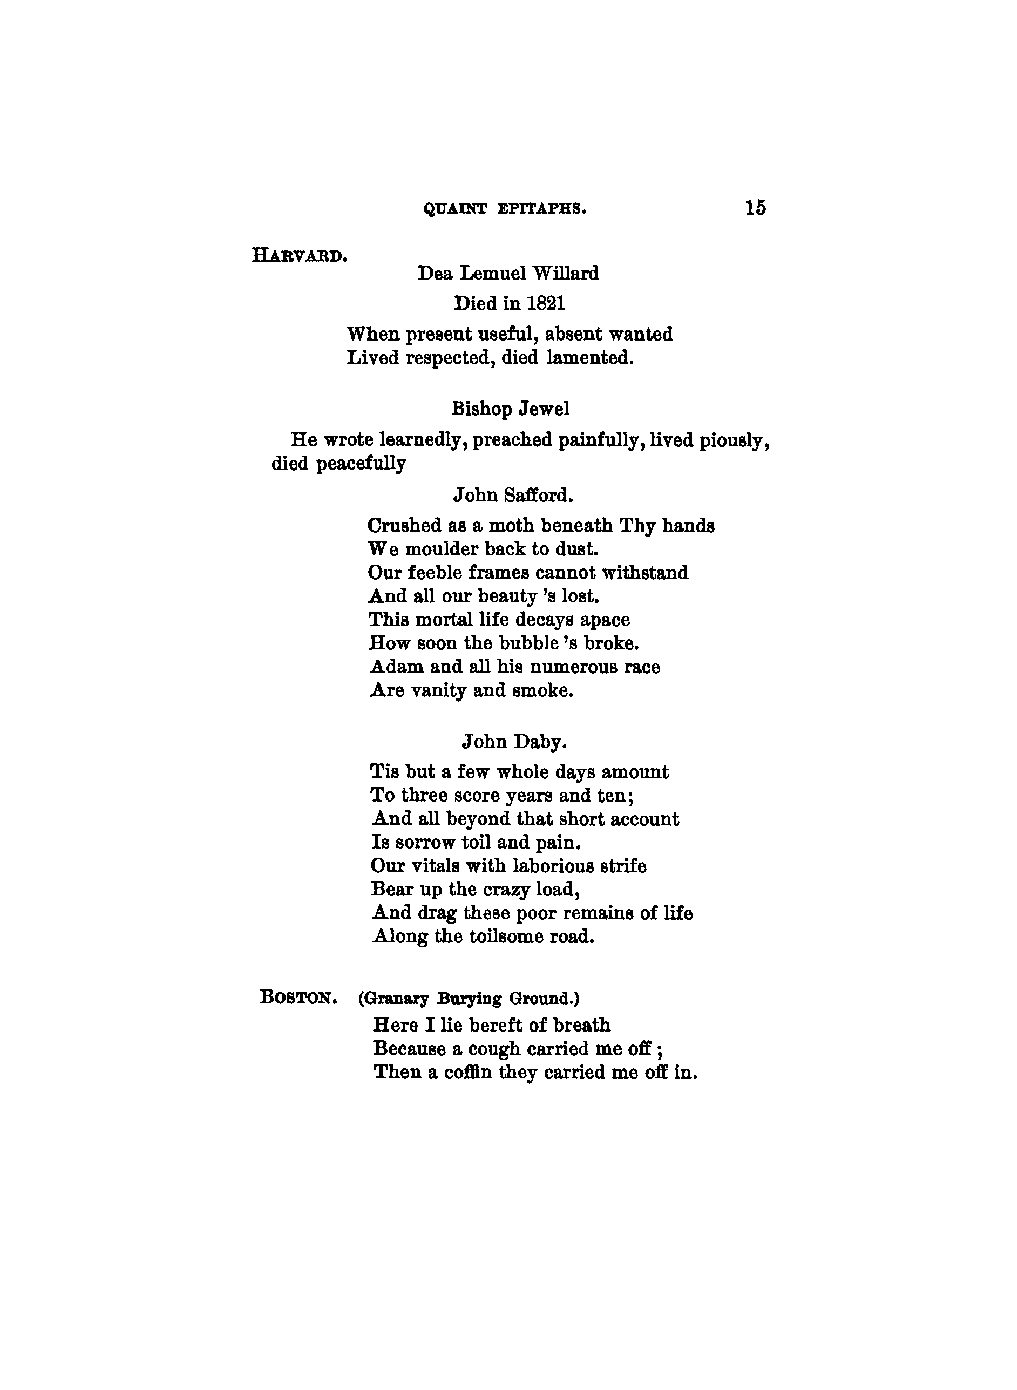 QUAINT EPITAPHS. 15
HARVARD.
Dea Lemuel Willard
Died in 1821
When present useful, absent wanted
Lived respected, died lamented.
Bishop Jewel
He wrote learnedly, preached painfully, lived piously,
died peacefully
John Safford.
Crushed as a moth beneath Thy hands
We moulder back to dust.
Our feeble frames cannot withstand
And all our beauty 's lost.
This mortal life decays apace
How soon the bubble 's broke.
Adam and all his numerous race
Are vanity and smoke.
John Daby.
Tis but a few whole days amount
To three score years and ten;
And all beyond that short account
Is sorrow toil and pain.
Our vitals with laborious strife
Bear up the crazy load,
And drag these poor remains of life
Along the toilsome road.
BOSTON. (Granary Burying Ground.)
Here I lie bereft of breath
Because a cough carried me off;
Then a coffin they carried me off in.